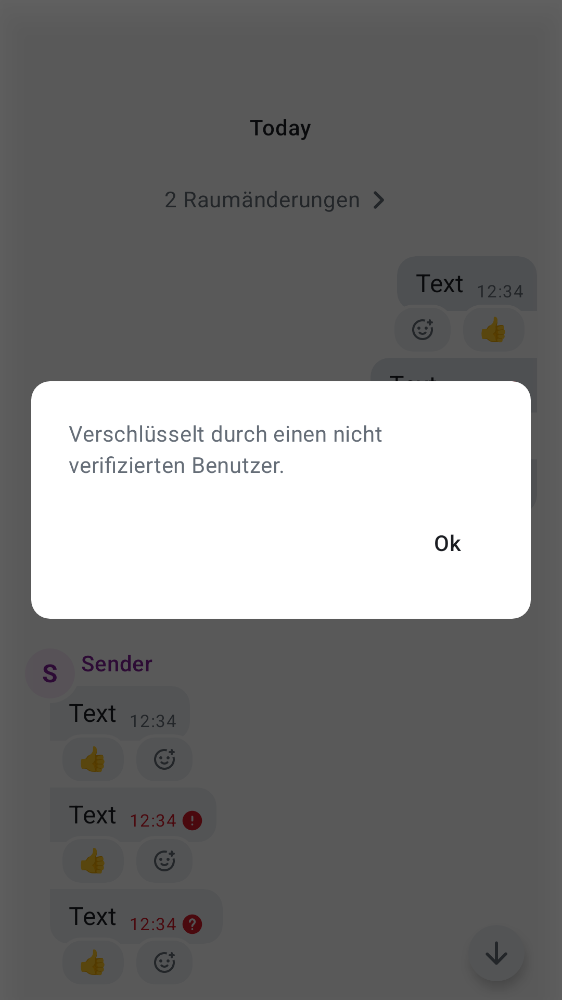 Today
2 Raumänderungen
Text 12:34
Text
Verschlüsselt durch einen nicht
verifizierten Benutzer.
Ok
S
Sender
Text 12:34
Text 12:34
Text 12:34